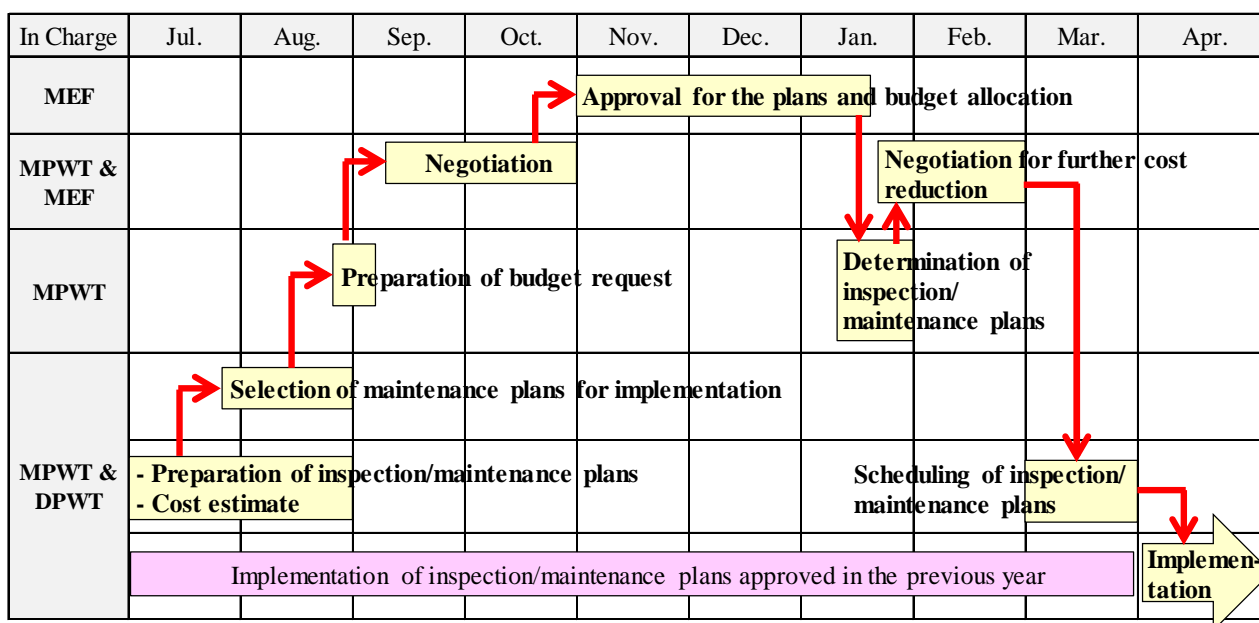 In Charge Jul. Aug. Sep. Oct. Nov. Dec. Jan. Feb. Mar. Apr.
MEF
Approval for the plans and budget allocation
MPWT &
MEF
Negotiation
Negotiation for further cost
reduction
MPWT
Preparation of budget request
Determination of
inspection/
maintenance plans
Selection of maintenance plans for implementation
MPWT &
DPWT
- Preparation of inspection/maintenance plans
- Cost estimate
Scheduling of inspection/
maintenance plans
Implementation of inspection/maintenance plans approved in the previous year
Implemen-
tation